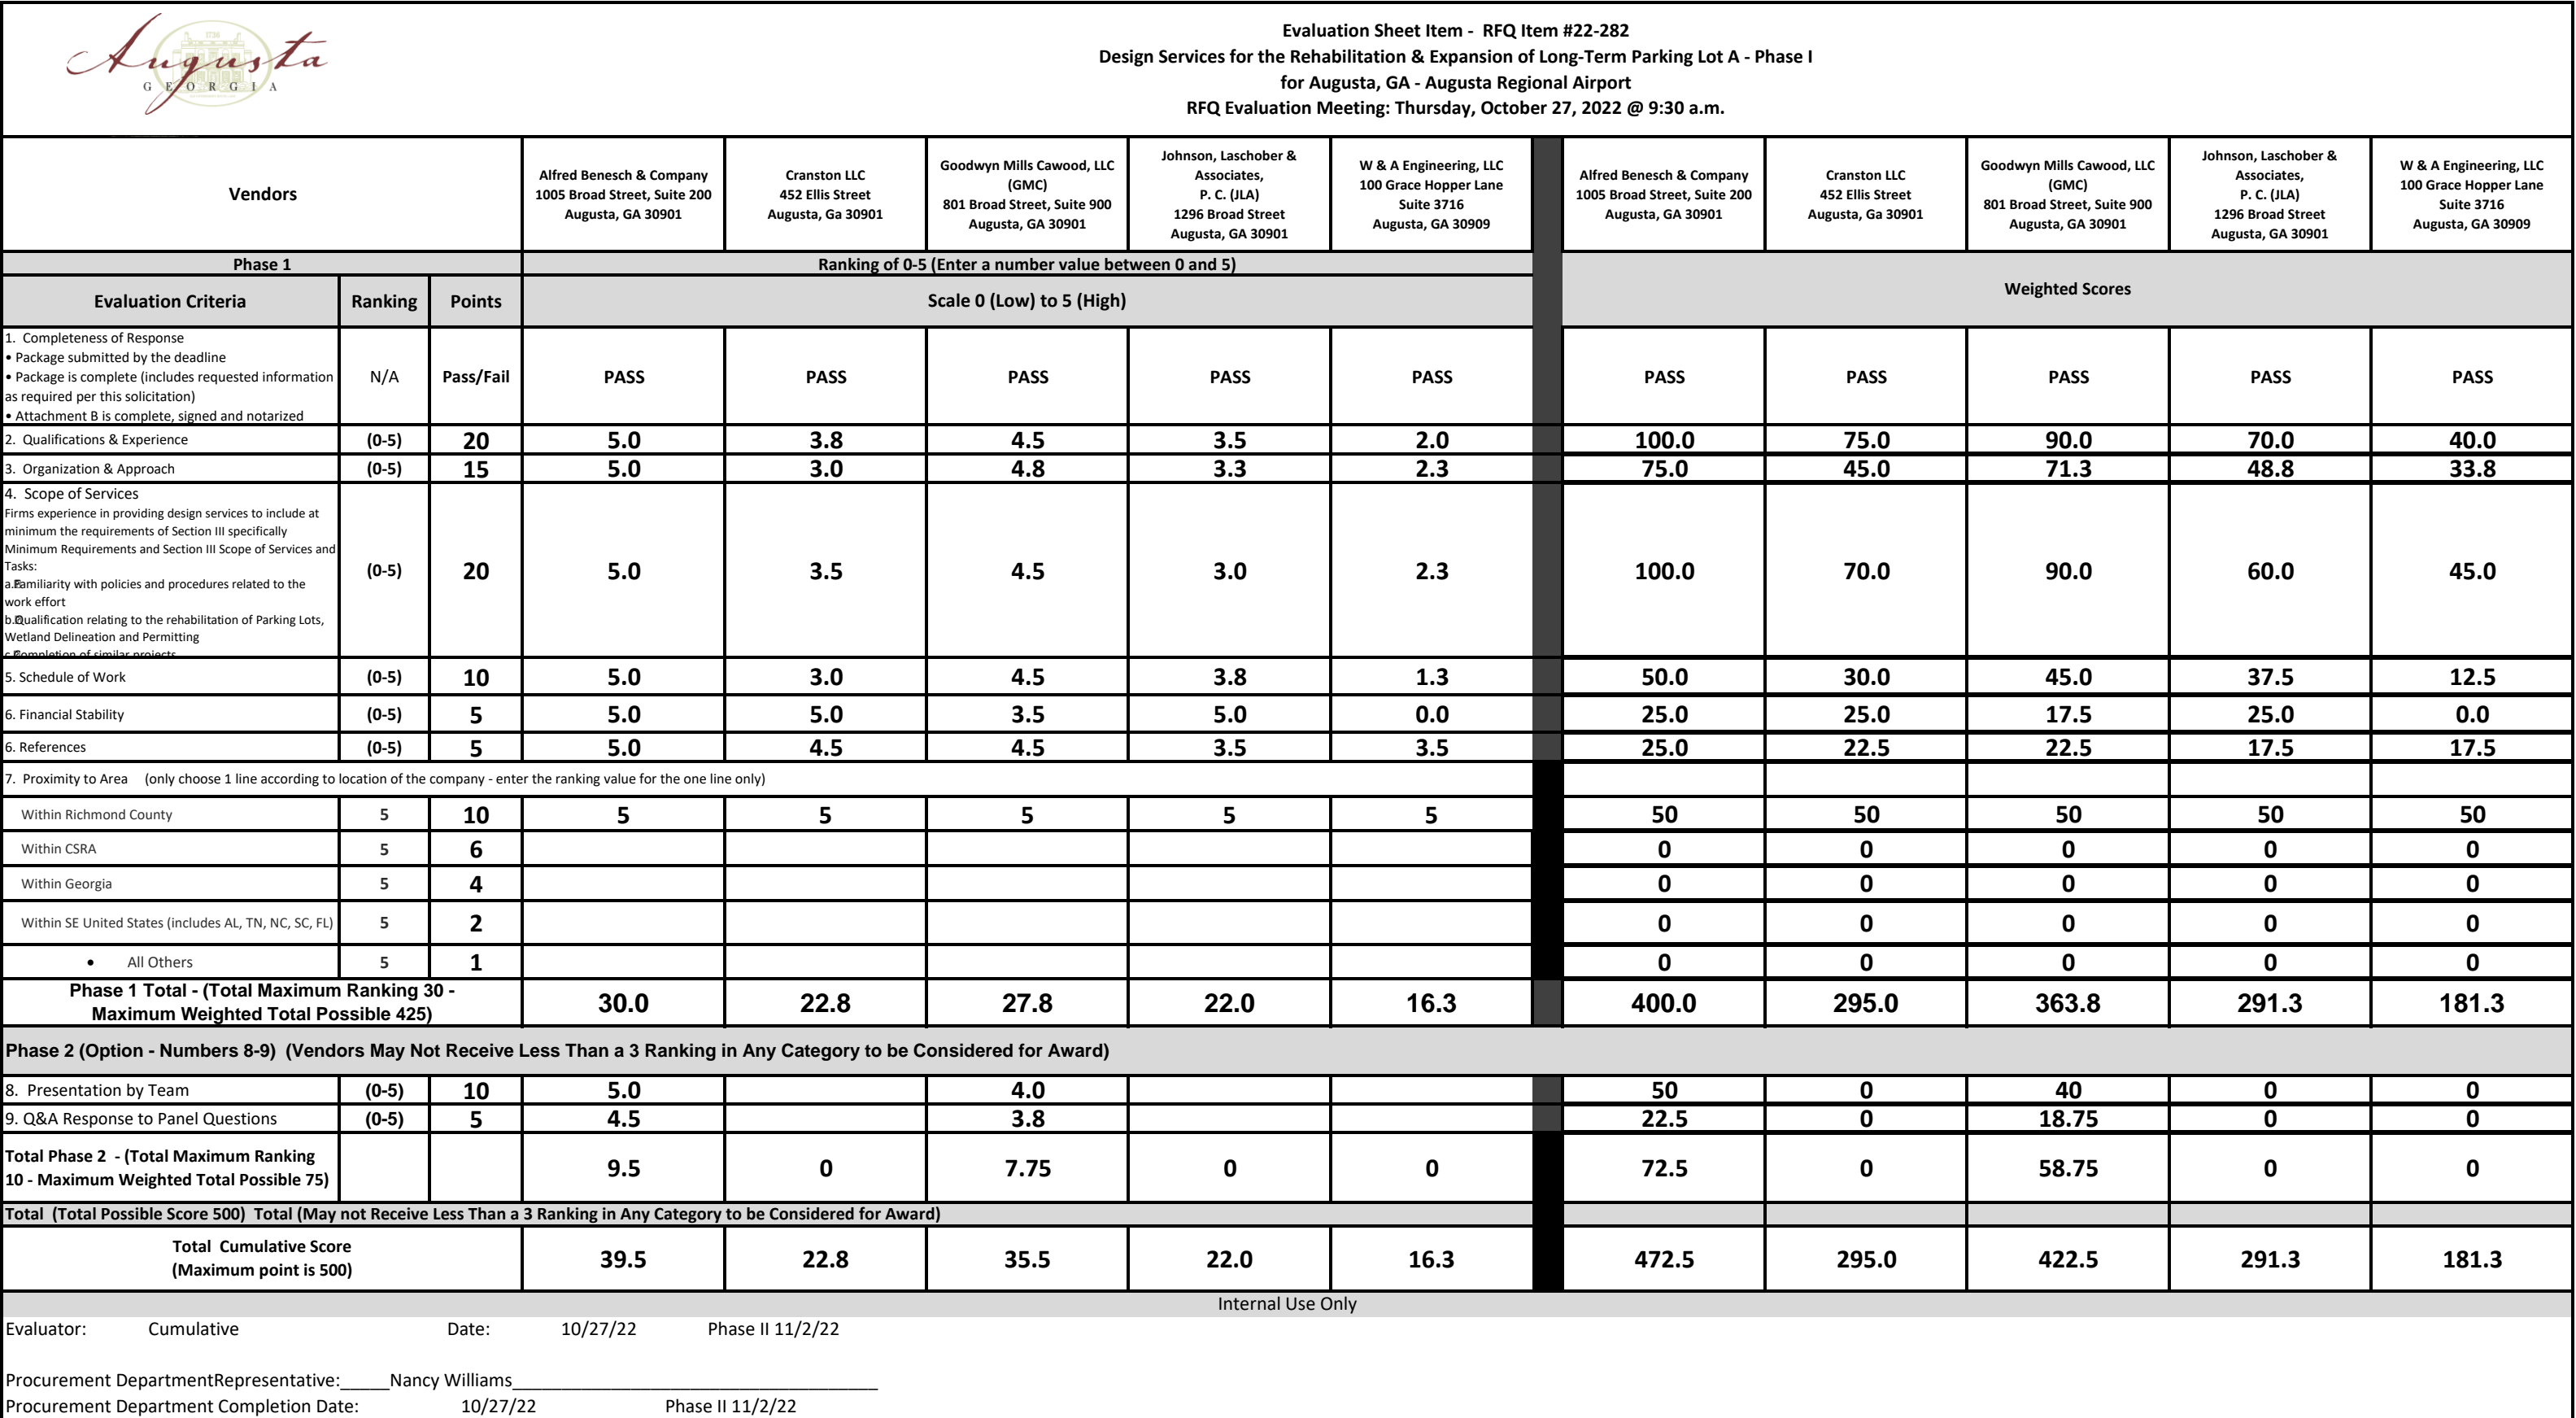 Augusta
GEORGIA
Evaluation Sheet Item - RFQ Item #22-282
Design Services for the Rehabilitation & Expansion of Long-Term Parking Lot A - Phase I
for Augusta, GA - Augusta Regional Airport
RFQ Evaluation Meeting: Thursday, October 27, 2022 @ 9:30 a.m.
Vendors
Alfred Benesch & Company
1005 Broad Street, Suite 200
Augusta, GA 30901
Cranston LLC
452 Ellis Street
Augusta, Ga 30901
Goodwyn Mills Cawood, LLC
(GMC)
801 Broad Street, Suite 900
Augusta, GA 30901
Johnson, Laschober &
Associates,
P. C. (JLA)
1296 Broad Street
Augusta, GA 30901
W & A Engineering, LLC
100 Grace Hopper Lane
Suite 3716
Augusta, GA 30909
Alfred Benesch & Company
1005 Broad Street, Suite 200
Augusta, GA 30901
Cranston LLC
452 Ellis Street
Augusta, Ga 30901
Goodwyn Mills Cawood, LLC
(GMC)
801 Broad Street, Suite 900
Augusta, GA 30901
Johnson, Laschober &
Associates,
P. C. (JLA)
1296 Broad Street
Augusta, GA 30901
W & A Engineering, LLC
100 Grace Hopper Lane
Suite 3716
Augusta, GA 30909
Phase 1 Ranking of 0-5 (Enter a number value between 0 and 5)
Evaluation Criteria Ranking Points Scale 0 (Low) to 5 (High) Weighted Scores
1. Completeness of Response
• Package submitted by the deadline
• Package is complete (includes requested information
as required per this solicitation)
• Attachment B is complete, signed and notarized
N/A Pass/Fail PASS PASS PASS PASS PASS PASS PASS PASS PASS PASS
2. Qualifications & Experience (0-5) 20 5.0 3.8 4.5 3.5 2.0 100.0 75.0 90.0 70.0 40.0
3. Organization & Approach (0-5) 15 5.0 3.0 4.8 3.3 2.3 75.0 45.0 71.3 48.8 33.8
4. Scope of Services
Firms experience in providing design services to include at
minimum the requirements of Section III specifically
Minimum Requirements and Section III Scope of Services and
Tasks:
a. Familiarity with policies and procedures related to the
work effort
b. Qualification relating to the rehabilitation of Parking Lots,
Wetland Delineation and Permitting
c. Completion of similar projects
(0-5) 20 5.0 3.5 4.5 3.0 2.3 100.0 70.0 90.0 60.0 45.0
5. Schedule of Work (0-5) 10 5.0 3.0 4.5 3.8 1.3 50.0 30.0 45.0 37.5 12.5
6. Financial Stability (0-5) 5 5.0 5.0 3.5 5.0 0.0 25.0 25.0 17.5 25.0 0.0
6. References (0-5) 5 5.0 4.5 4.5 3.5 3.5 25.0 22.5 22.5 17.5 17.5
7. Proximity to Area (only choose 1 line according to location of the company - enter the ranking value for the one line only)
Within Richmond County 5 10 5 5 5 5 5 50 50 50 50 50
Within CSRA 5 6 0 0 0 0 0
Within Georgia 5 4 0 0 0 0 0
Within SE United States (includes AL, TN, NC, SC, FL) 5 2 0 0 0 0 0
• All Others 5 1 0 0 0 0 0
Phase 1 Total - (Total Maximum Ranking 30 -
Maximum Weighted Total Possible 425)
30.0 22.8 27.8 22.0 16.3 400.0 295.0 363.8 291.3 181.3
Phase 2 (Option - Numbers 8-9) (Vendors May Not Receive Less Than a 3 Ranking in Any Category to be Considered for Award)
8. Presentation by Team (0-5) 10 5.0 4.0 50 0 40 0 0
9. Q&A Response to Panel Questions (0-5) 5 4.5 3.8 22.5 0 18.75 0 0
Total Phase 2 - (Total Maximum Ranking
10 - Maximum Weighted Total Possible 75)
9.5 0 7.75 0 0 72.5 0 58.75 0 0
Total (Total Possible Score 500) Total (May not Receive Less Than a 3 Ranking in Any Category to be Considered for Award)
Total Cumulative Score
(Maximum point is 500)
39.5 22.8 35.5 22.0 16.3 472.5 295.0 422.5 291.3 181.3
Internal Use Only
Evaluator: Cumulative Date: 10/27/22 Phase II 11/2/22
Procurement DepartmentRepresentative:_____Nancy Williams______________________________________
Procurement Department Completion Date: 10/27/22 Phase II 11/2/22